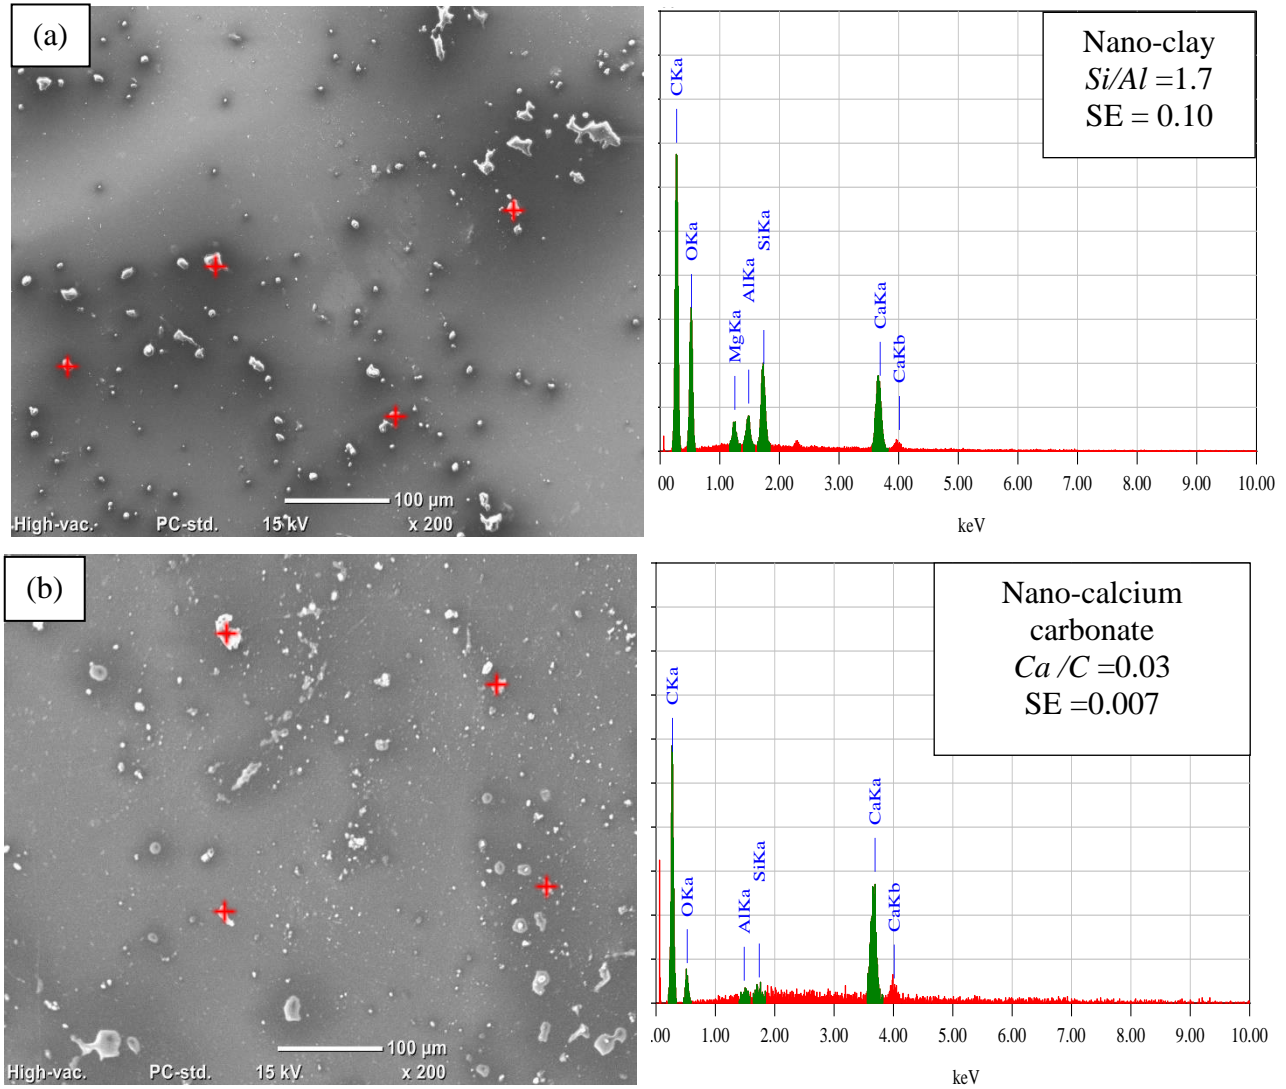 (a)
High-vac. PC-std. 15 kV x 200
100 µm
CKa
OKa
MgKa
AlKa
SiKa
CaKa
CaKb
Nano-clay
Si/Al =1.7
SE = 0.10
.00 1.00 2.00 3.00 4.00 5.00 6.00 7.00 8.00 9.00 10.00
keV
(b)
100 µm
High-vac. PC-std. 15 kV x 200
CKa
OKa
AlKa
SiKa
CaKa
CaKb
Nano-calcium
carbonate
Ca /C =0.03
SE =0.007
.00 1.00 2.00 3.00 4.00 5.00 6.00 7.00 8.00 9.00 10.00
keV